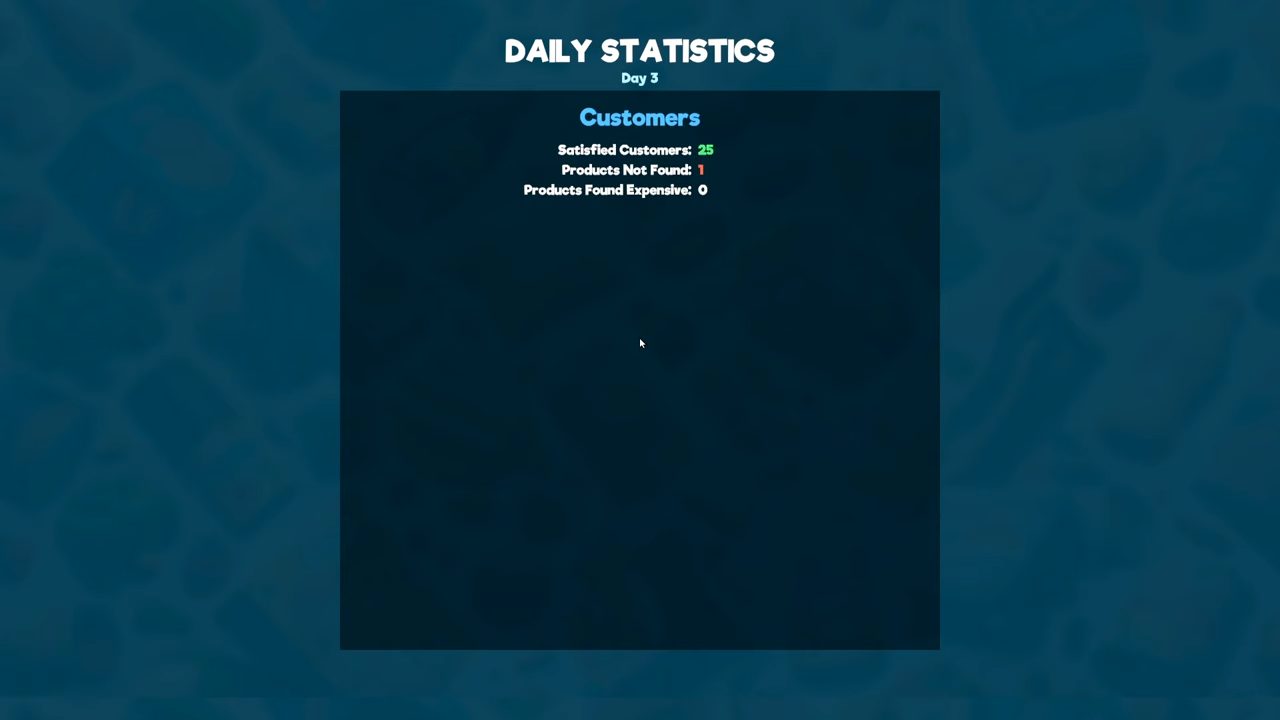 DAILY STATISTICS
Day 3
Customers
Satisfied Customers: 25
Products Not Found: 1
Products Found Expensive: 0